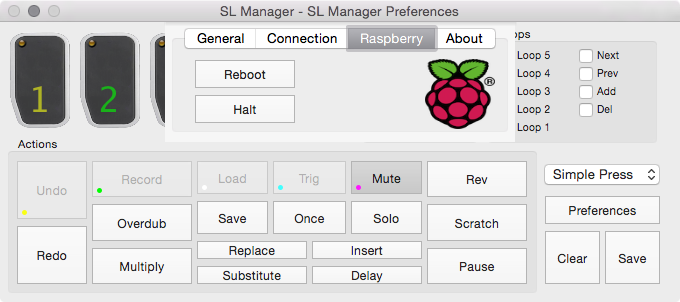 SL Manager - SL Manager Preferences
General Connection Raspberry About
ops
1 2
Reboot
Halt
®
Loop 5 Next
Loop 4 Prev
Loop 3 Add
Loop 2 Del
Loop 1
Actions
Undo Record Load Trig Mute Rev
Simple Press
Redo Overdub Save Once Solo Scratch
Preferences
Multiply Replace Insert Pause
Substitute Delay
Clear Save